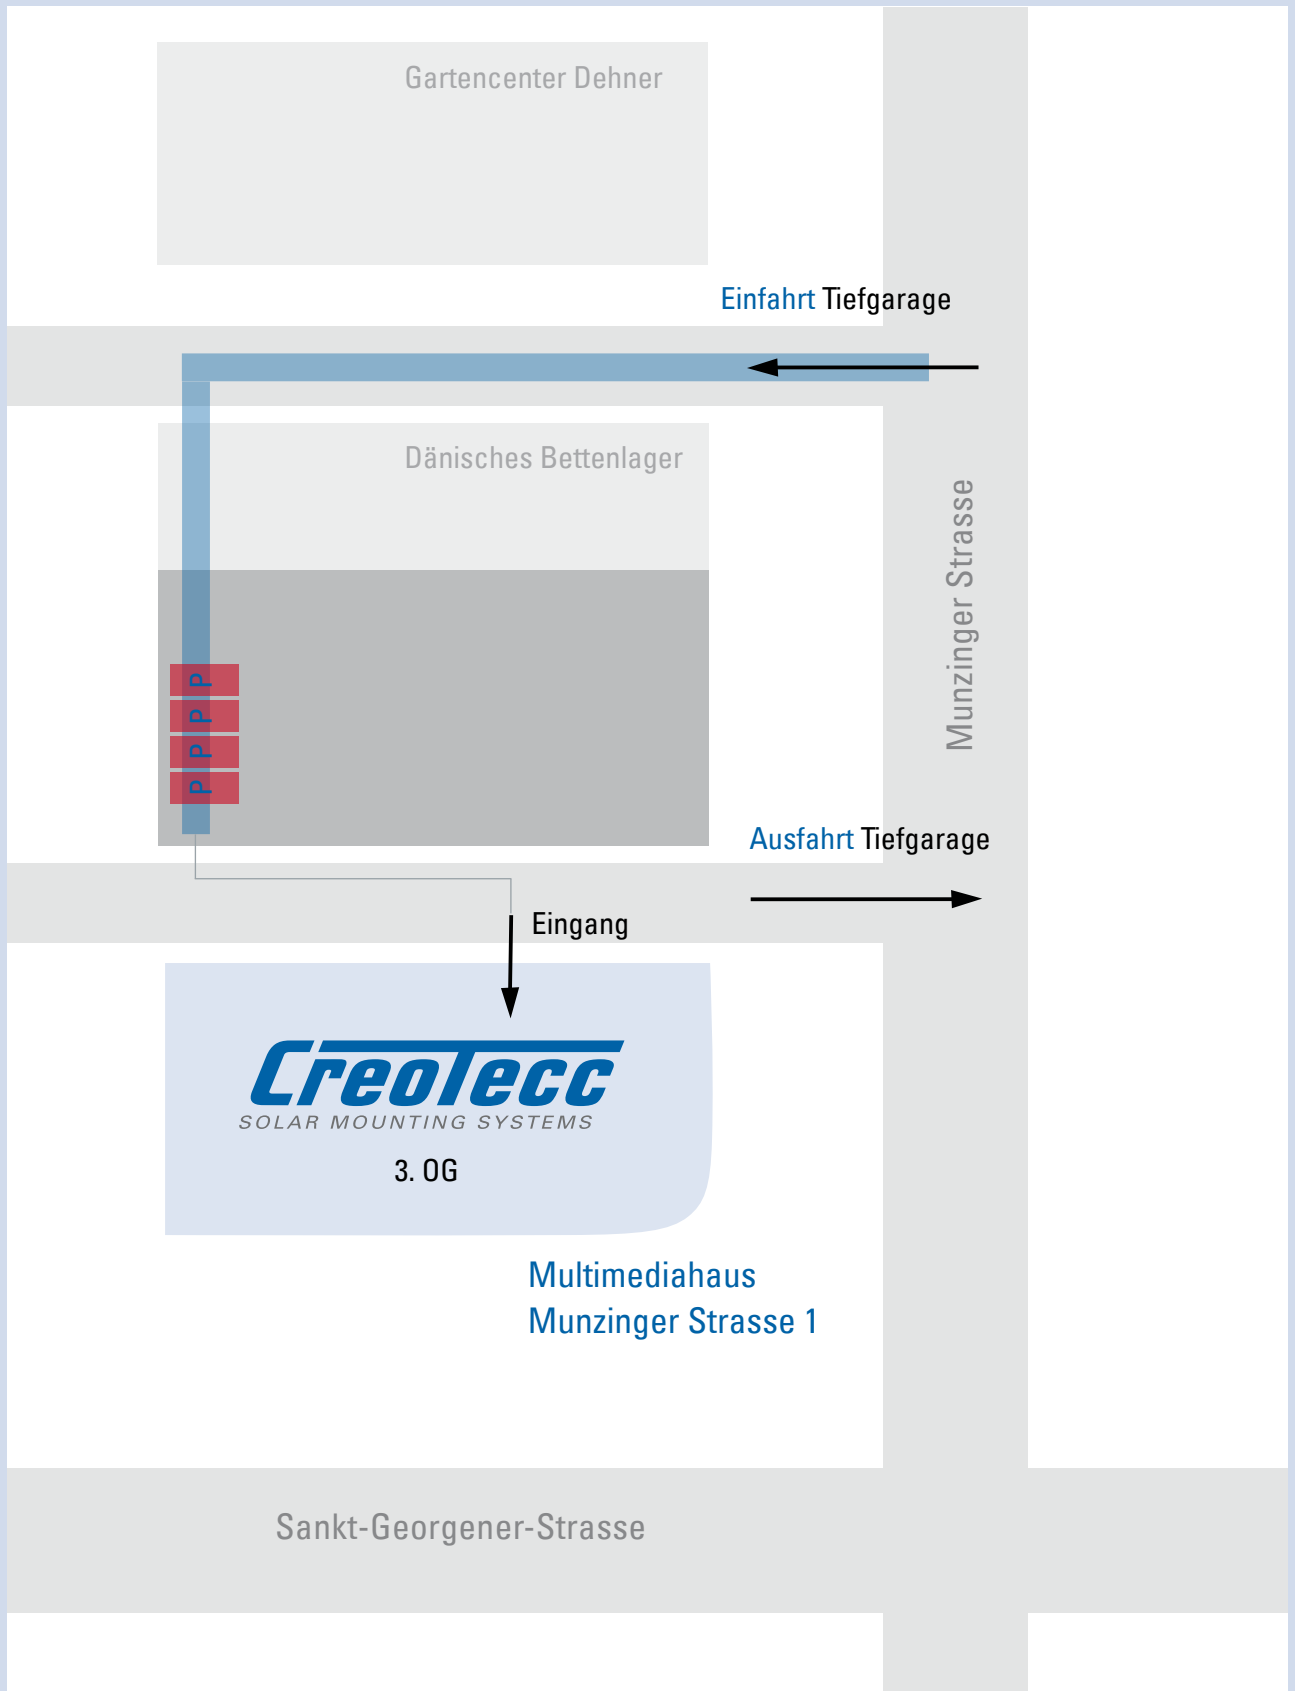 Gartencenter Dehner
Einfahrt Tiefgarage
Dänisches Bettenlager
Munzinger Strasse
P
P
P
P
Ausfahrt Tiefgarage
Eingang
CreoTecc
SOLAR MOUNTING SYSTEMS
3. OG
Multimediahaus
Munzinger Strasse 1
Sankt-Georgener-Strasse